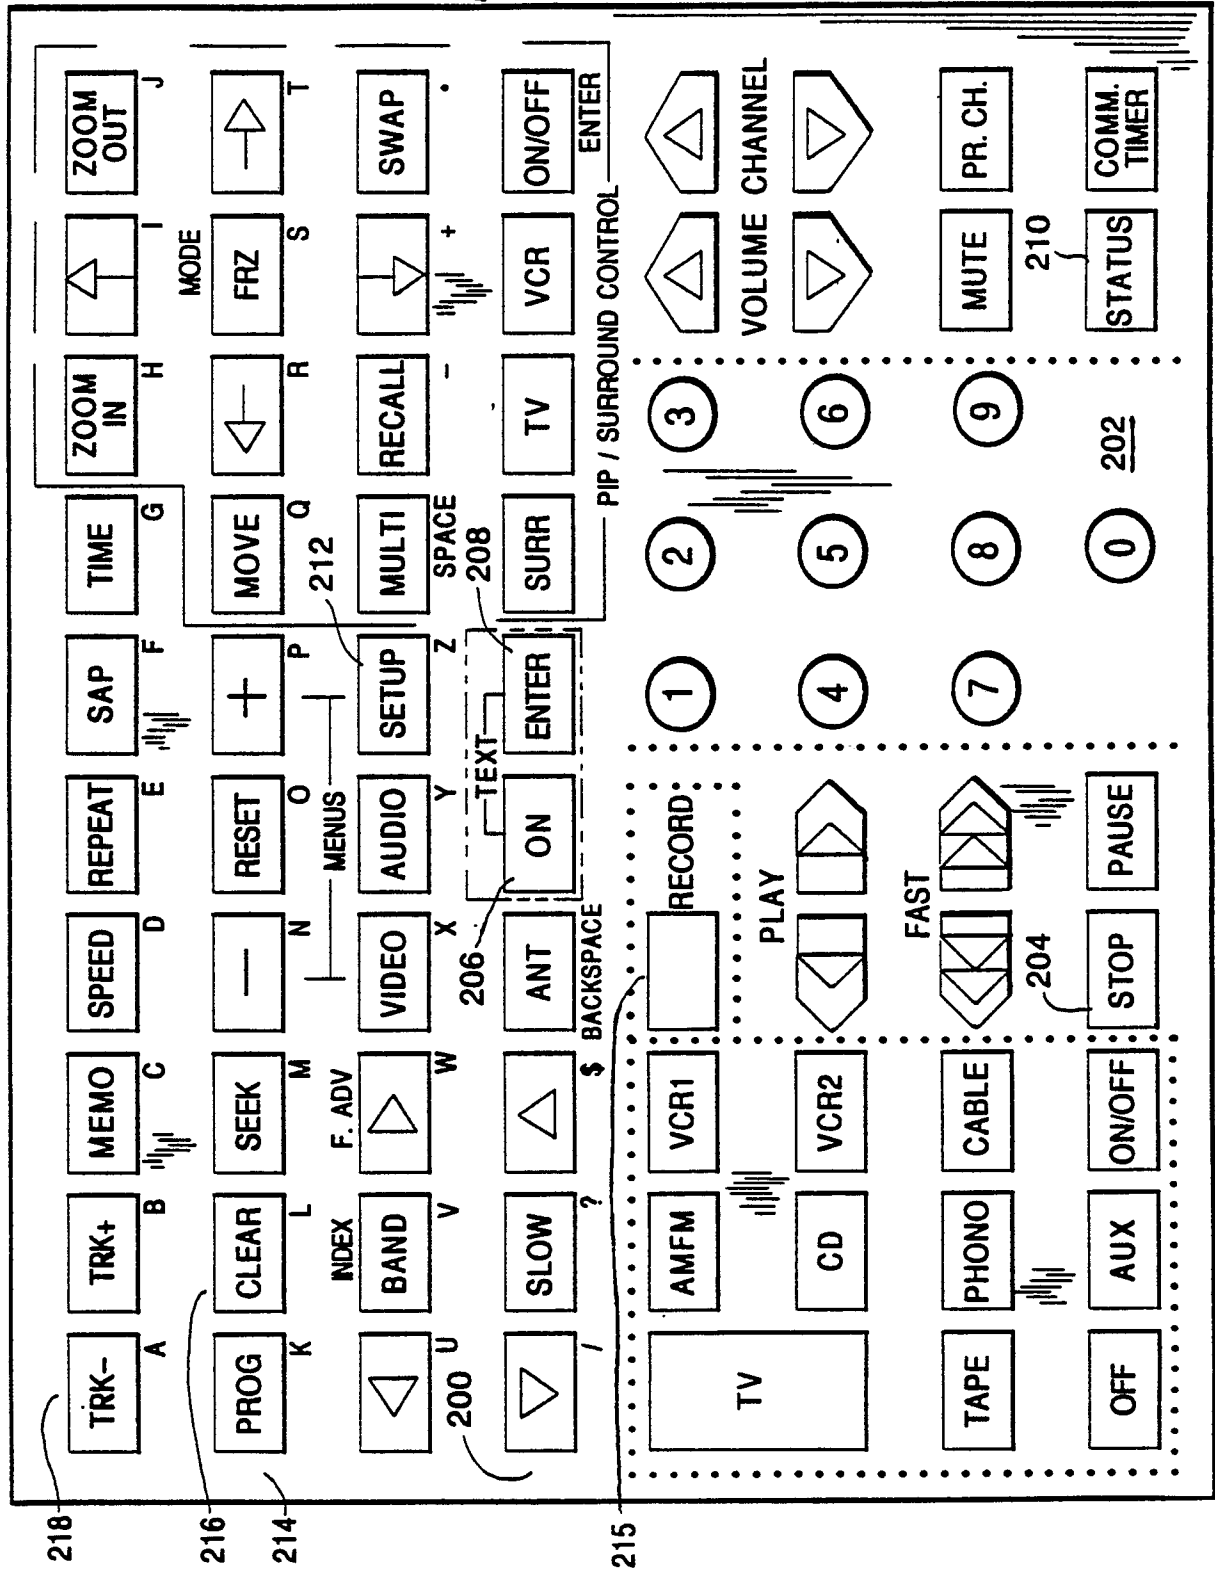 218
TRK−
TRK+
MEMO
SPEED
REPEAT
SAP
TIME
ZOOM IN
ZOOM OUT
A B C D E F G H I J
216
214
MODE
PROG
CLEAR
SEEK
−
RESET
+
MOVE
FRZ
K L M N O P Q R S T
INDEX
F. ADV
MENUS
212
BAND
VIDEO
AUDIO
SETUP
MULTI
RECALL
SWAP
U V W X Y Z SPACE − + .
200
206
TEXT
208
SLOW
ANT
ON
ENTER
SURR
TV
VCR
ON/OFF
/ ? $ BACKSPACE
ENTER
PIP / SURROUND CONTROL
215
TV
AMFM
VCR1
RECORD
1 2 3
VOLUME CHANNEL
PLAY
CD
VCR2
4 5 6
FAST
TAPE
PHONO
CABLE
7 8 9
MUTE
PR. CH.
204
210
OFF
AUX
ON/OFF
STOP
PAUSE
0
202
STATUS
COMM. TIMER